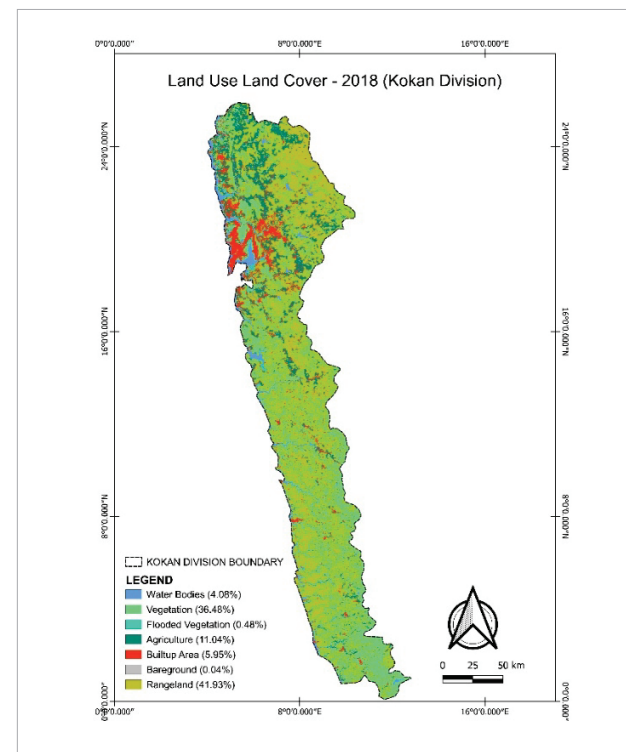 0°0'0.000"
8°0'0.000"E
16°0'0.000"E
Land Use Land Cover - 2018 (Kokan Division)
24°0'0.000"N
24°0'0.000"N
16°0'0.000"N
16°0'0.000"N
8°0'0.000"N
8°0'0.000"N
KOKAN DIVISION BOUNDARY
LEGEND
Water Bodies (4.08%)
Vegetation (36.48%)
Flooded Vegetation (0.48%)
Agriculture (11.04%)
Builtup Area (5.95%)
Bareground (0.04%)
Rangeland (41.93%)
0 25 50 km
0°0'0.000"
0°0'0.000"
0°0'0.000"
8°0'0.000"E
16°0'0.000"E